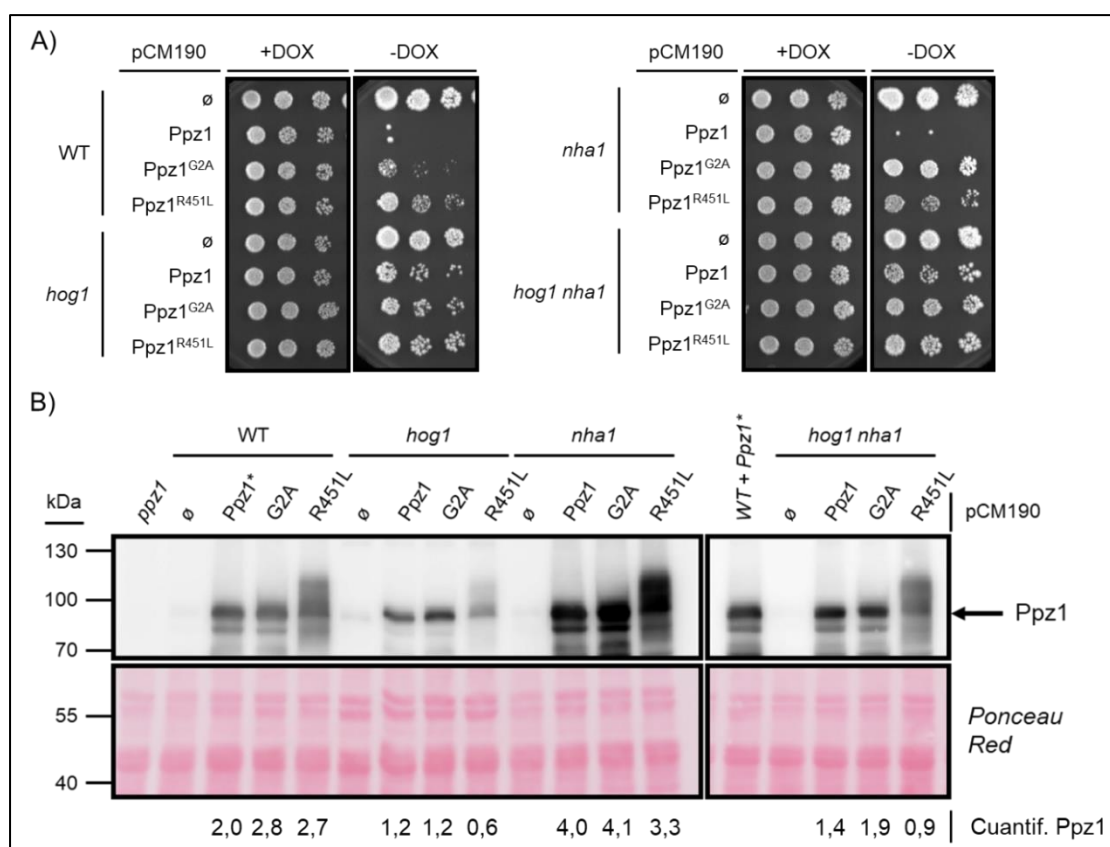 A)
pCM190 +DOX -DOX
WT
ø
Ppz1
Ppz1G2A
Ppz1R451L
hog1
ø
Ppz1
Ppz1G2A
Ppz1R451L
pCM190 +DOX -DOX
nha1
ø
Ppz1
Ppz1G2A
Ppz1R451L
hog1 nha1
ø
Ppz1
Ppz1G2A
Ppz1R451L
B)
WT hog1 nha1 WT + Ppz1* hog1 nha1
kDa ppz1 ø Ppz1* G2A R451L ø Ppz1 G2A R451L ø Ppz1 G2A R451L ø Ppz1 G2A R451L pCM190
130
100
Ppz1
70
55
Ponceau
Red
40
2,0 2,8 2,7 1,2 1,2 0,6 4,0 4,1 3,3 1,4 1,9 0,9 Cuantif. Ppz1